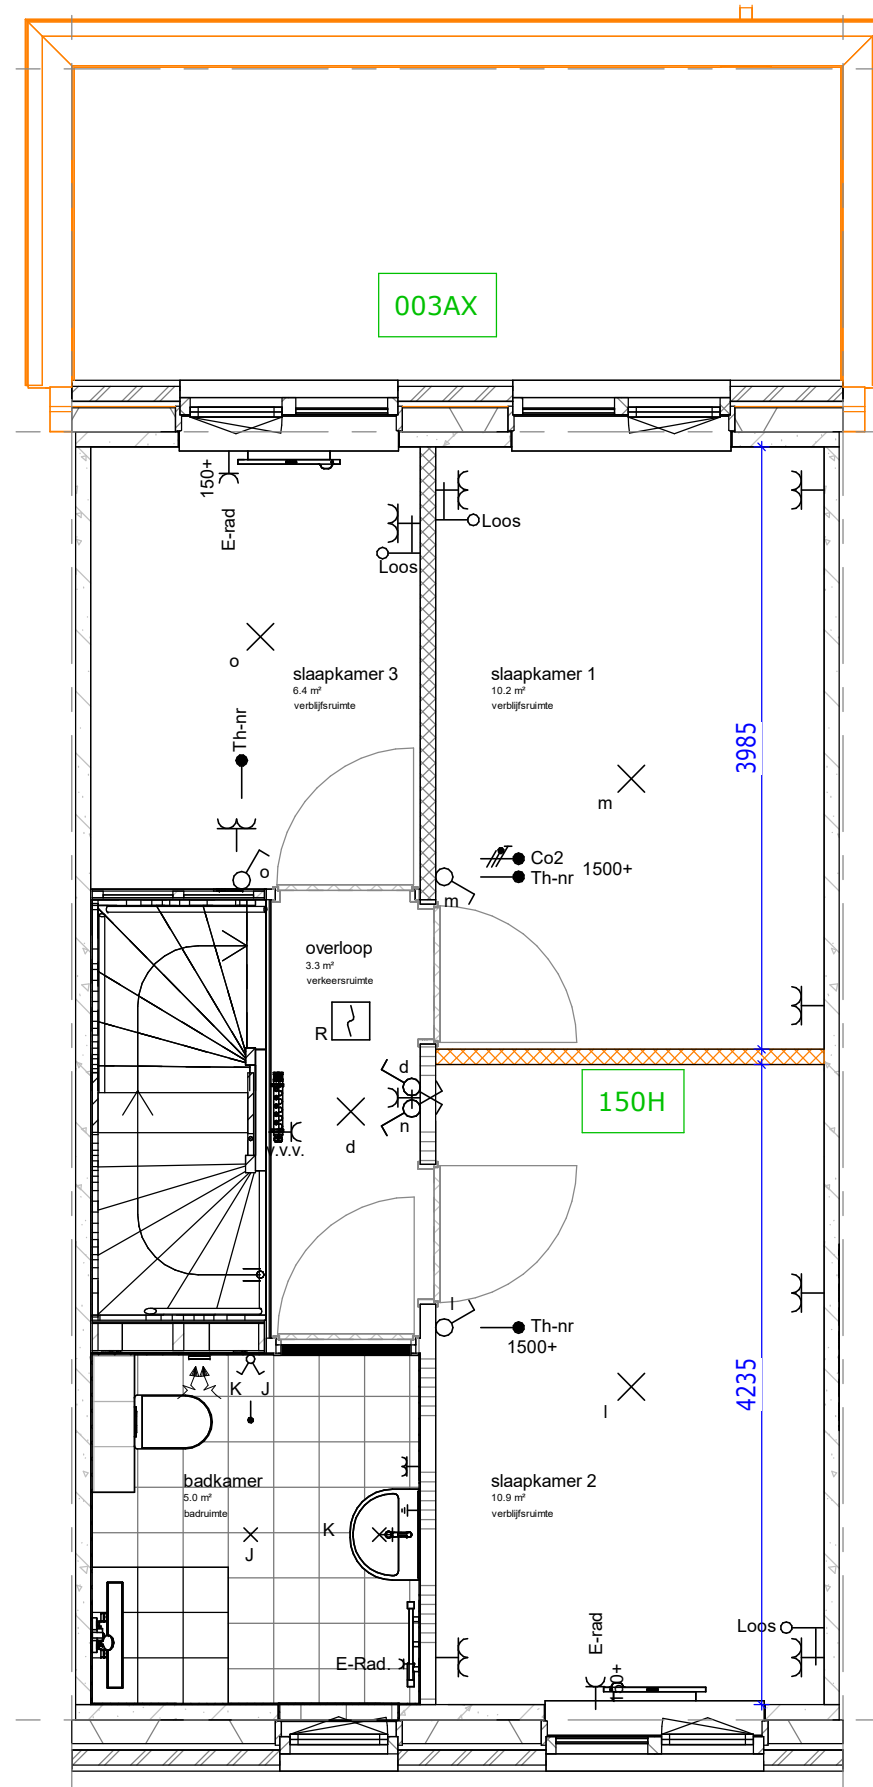 003AX
150+
E-rad
Loos
Loos
o
slaapkamer 3
6.4 m²
verblijfsruimte
slaapkamer 1
10.2 m²
verblijfsruimte
Th-nr
3985
m
Co2
Th-nr
1500+
o
m
overloop
3.3 m²
verkeersruimte
R
d
n
d
v.v.v.
150H
l
Th-nr
1500+
K J
4235
l
badkamer
5.0 m²
badruimte
slaapkamer 2
10.9 m²
verblijfsruimte
K
J
E-rad
Loos
E-Rad.
150+